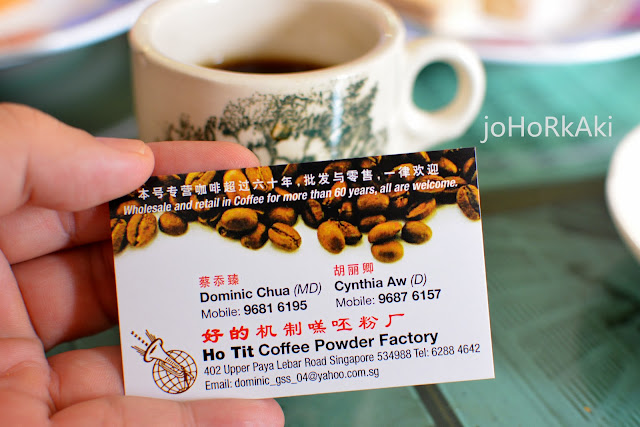 joHoRkAki
本号专营咖啡超过六十年，批发与零售，一律欢迎
Wholesale and retail in Coffee for more than 60 years, all are welcome.
蔡恭臻
Dominic Chua (MD)
Mobile: 9681 6195
胡丽卿
Cynthia Aw (D)
Mobile: 9687 6157
好的机制嘅呸粉厂
Ho Tit Coffee Powder Factory
402 Upper Paya Lebar Road Singapore 534988 Tel: 6288 4642
Email: dominic_gss_04@yahoo.com.sg